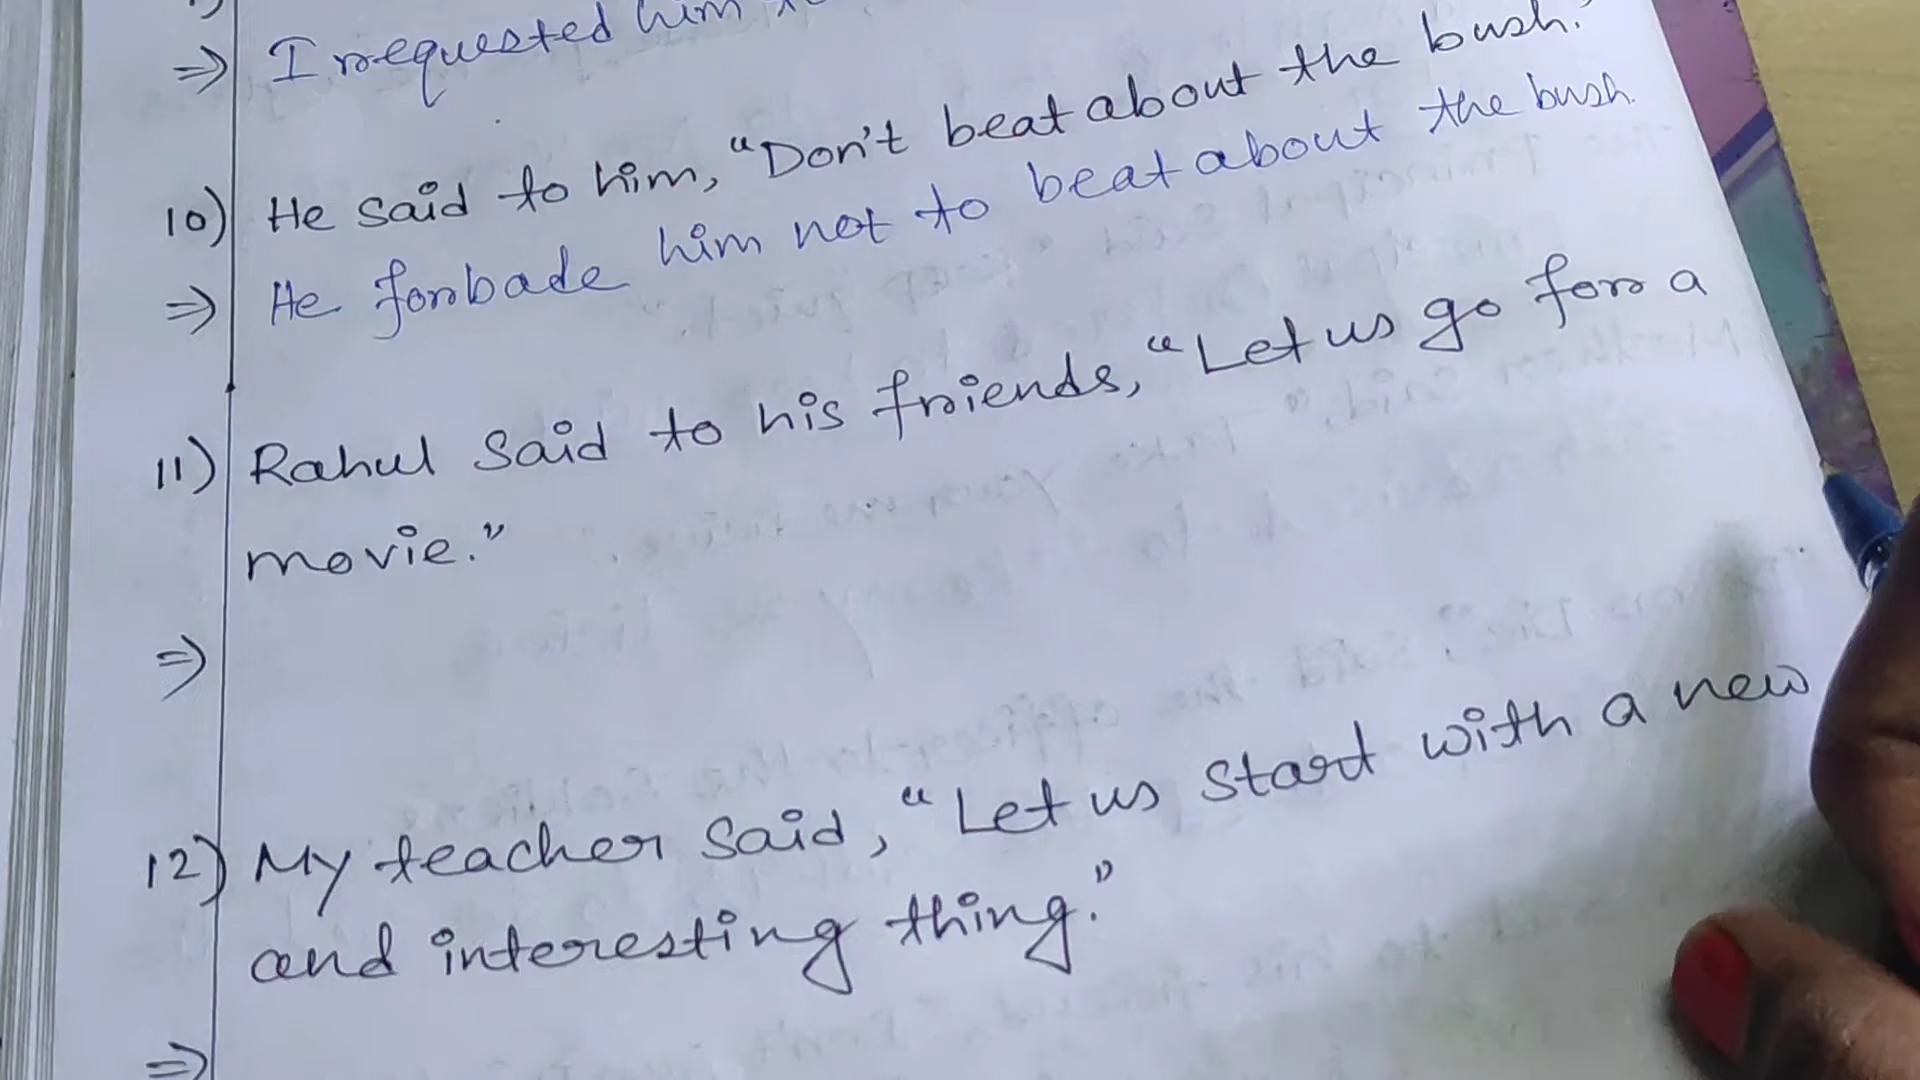 ⇒ I requested him
10) He said to him, "Don't beat about the bush."
⇒ He forbade him not to beat about the bush.
11) Rahul said to his friends, "Let us go for a
movie."
⇒
12) My teacher said, "Let us start with a new
and interesting thing."
⇒